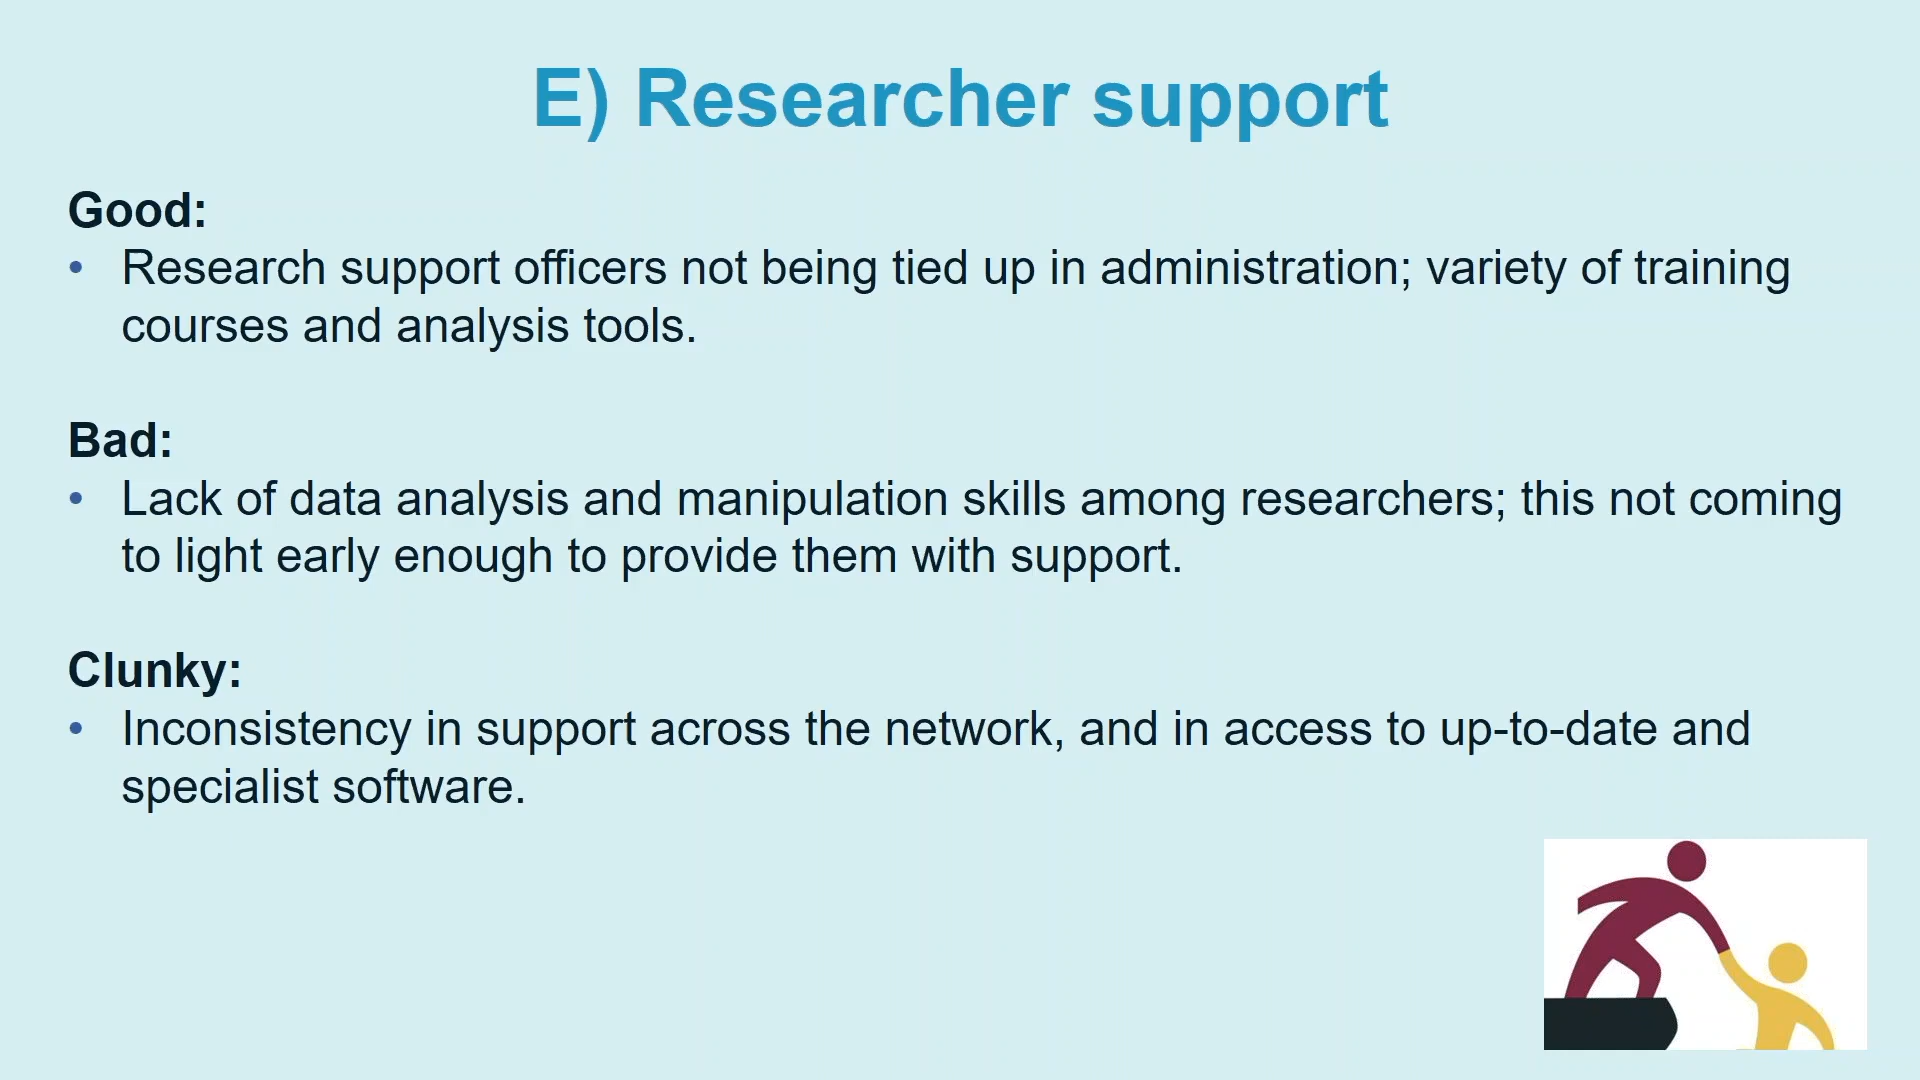 E) Researcher support
Good:
• Research support officers not being tied up in administration; variety of training
courses and analysis tools.
Bad:
• Lack of data analysis and manipulation skills among researchers; this not coming
to light early enough to provide them with support.
Clunky:
• Inconsistency in support across the network, and in access to up-to-date and
specialist software.